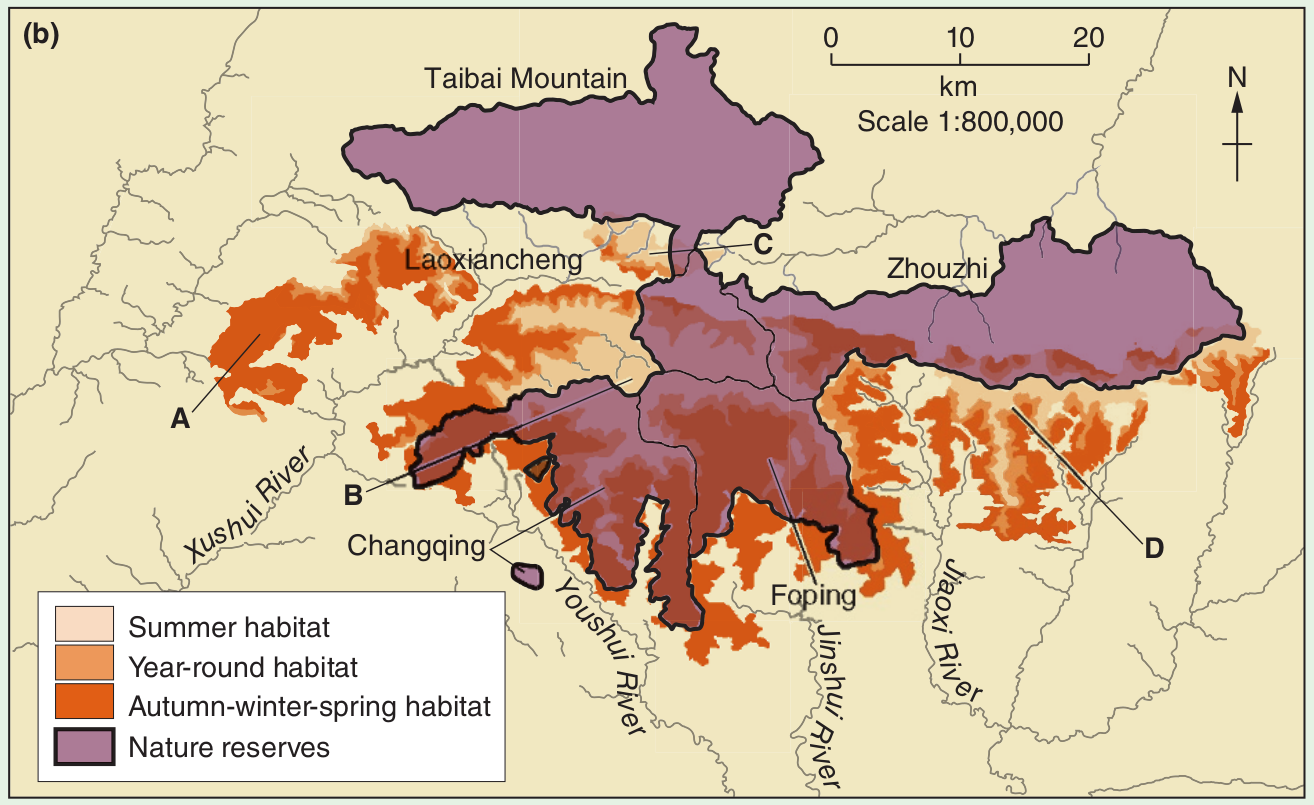 (b)
0 10 20
km
Scale 1:800,000
N
Taibai Mountain
Laoxiancheng
C
Zhouzhi
A
B
Xushui River
Changqing
D
Foping
Youshui River
Jinshui River
Jiaoxi River
Summer habitat
Year-round habitat
Autumn-winter-spring habitat
Nature reserves